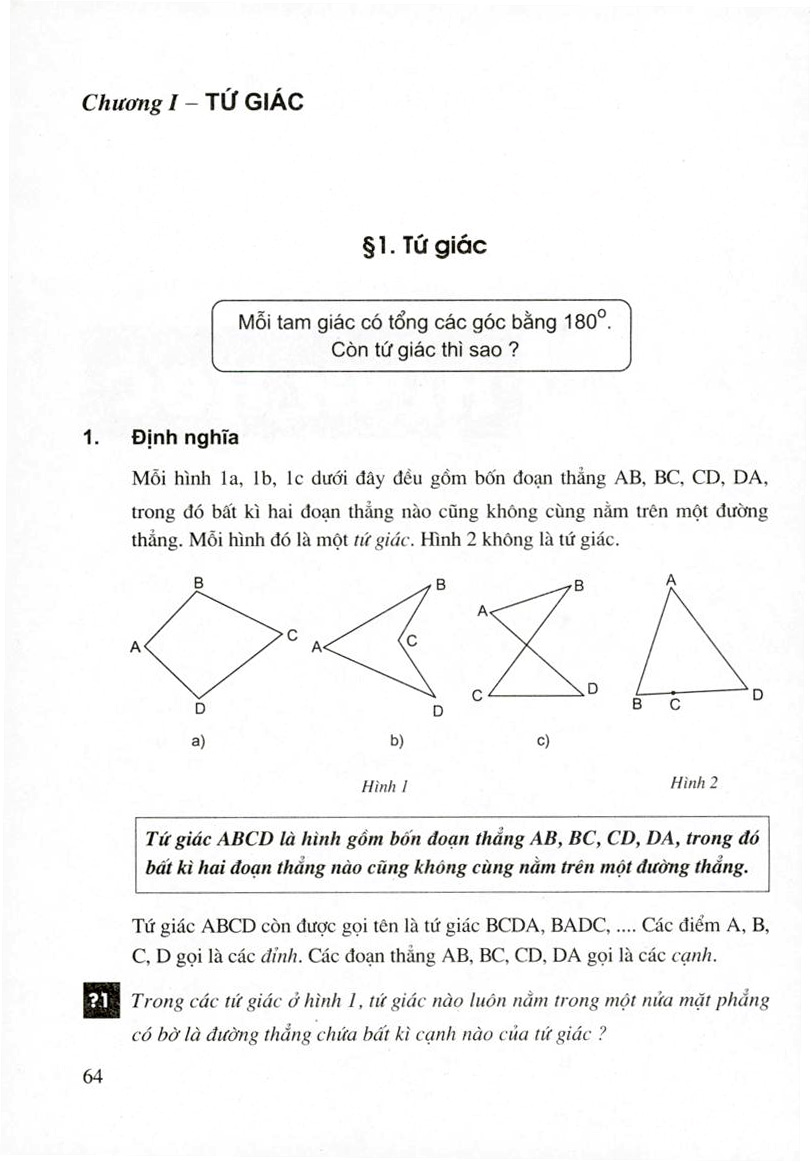 Chương I – TỨ GIÁC
§1. Tứ giác
Mỗi tam giác có tổng các góc bằng 180°.
Còn tứ giác thì sao ?
1. Định nghĩa
Mỗi hình 1a, 1b, 1c dưới đây đều gồm bốn đoạn thẳng AB, BC, CD, DA,
trong đó bất kì hai đoạn thẳng nào cũng không cùng nằm trên một đường
thẳng. Mỗi hình đó là một tứ giác. Hình 2 không là tứ giác.
A B C D
a)
A B C D
b)
A B C D
c)
A B C D
Hình 1
Hình 2
Tứ giác ABCD là hình gồm bốn đoạn thẳng AB, BC, CD, DA, trong đó
bất kì hai đoạn thẳng nào cũng không cùng nằm trên một đường thẳng.
Tứ giác ABCD còn được gọi tên là tứ giác BCDA, BADC, .... Các điểm A, B,
C, D gọi là các đỉnh. Các đoạn thẳng AB, BC, CD, DA gọi là các cạnh.
?1 Trong các tứ giác ở hình 1, tứ giác nào luôn nằm trong một nửa mặt phẳng
có bờ là đường thẳng chứa bất kì cạnh nào của tứ giác ?
64